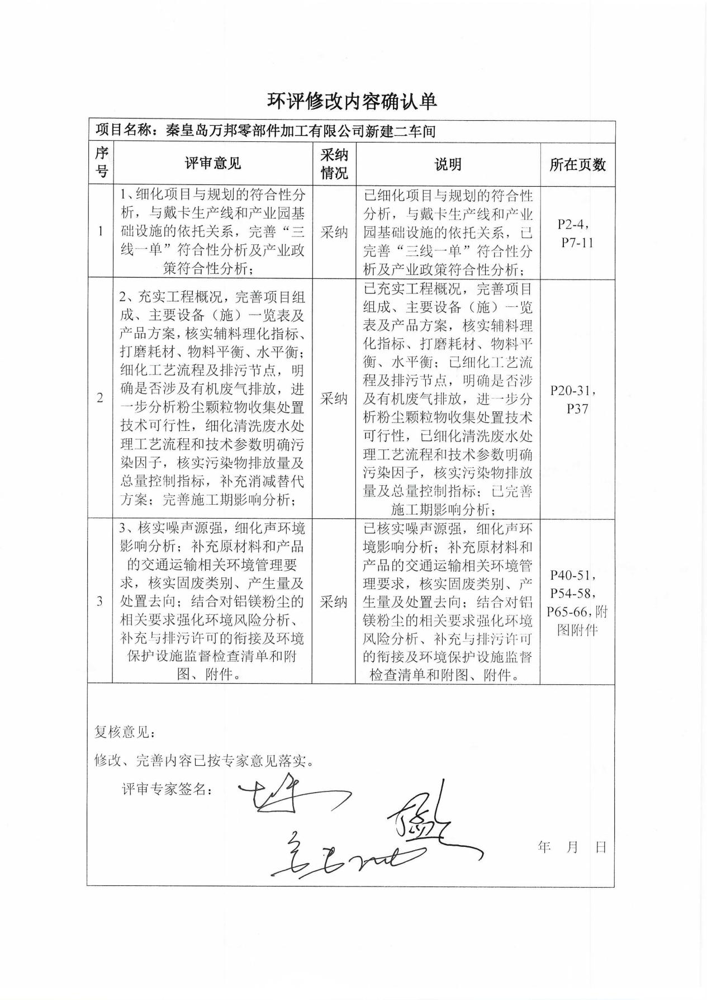 环评修改内容确认单
项目名称：秦皇岛万邦零部件加工有限公司新建二车间
序
号
评审意见
采纳
情况
说明
所在页数
1
1、细化项目与规划的符合性分
析，与戴卡生产线和产业园基
础设施的依托关系，完善“三
线一单”符合性分析及产业政
策符合性分析；
采纳
已细化项目与规划的符合性
分析，与戴卡生产线和产业
园基础设施的依托关系，已
完善“三线一单”符合性分
析及产业政策符合性分析；
P2-4，
P7-11
2
2、充实工程概况，完善项目组
成、主要设备（施）一览表及
产品方案，核实辅料理化指标、
打磨耗材、物料平衡、水平衡；
细化工艺流程及排污节点，明
确是否涉及有机废气排放，进
一步分析粉尘颗粒物收集处置
技术可行性，细化清洗废水处
理工艺流程和技术参数明确污
染因子，核实污染物排放量及
总量控制指标，补充消减替代
方案；完善施工期影响分析；
采纳
已充实工程概况，完善项目
组成、主要设备（施）一览
表及产品方案，核实辅料理
化指标、打磨耗材、物料平
衡、水平衡；已细化工艺流
程及排污节点，明确是否涉
及有机废气排放，进一步分
析粉尘颗粒物收集处置技术
可行性，已细化清洗废水处
理工艺流程和技术参数明确
污染因子，核实污染物排放
量及总量控制指标；已完善
施工期影响分析；
P20-31，
P37
3
3、核实噪声源强，细化声环境
影响分析；补充原材料和产品
的交通运输相关环境管理要
求，核实固废类别、产生量及
处置去向；结合对铝镁粉尘的
相关要求强化环境风险分析、
补充与排污许可的衔接及环境
保护设施监督检查清单和附
图、附件。
采纳
已核实噪声源强，细化声环
境影响分析；补充原材料和
产品的交通运输相关环境管
理要求，核实固废类别、产
生量及处置去向；结合对铝
镁粉尘的相关要求强化环境
风险分析、补充与排污许可
的衔接及环境保护设施监督
检查清单和附图、附件。
P40-51，
P54-58，
P65-66，附
图附件
复核意见：
修改、完善内容已按专家意见落实。
评审专家签名：
年 月 日